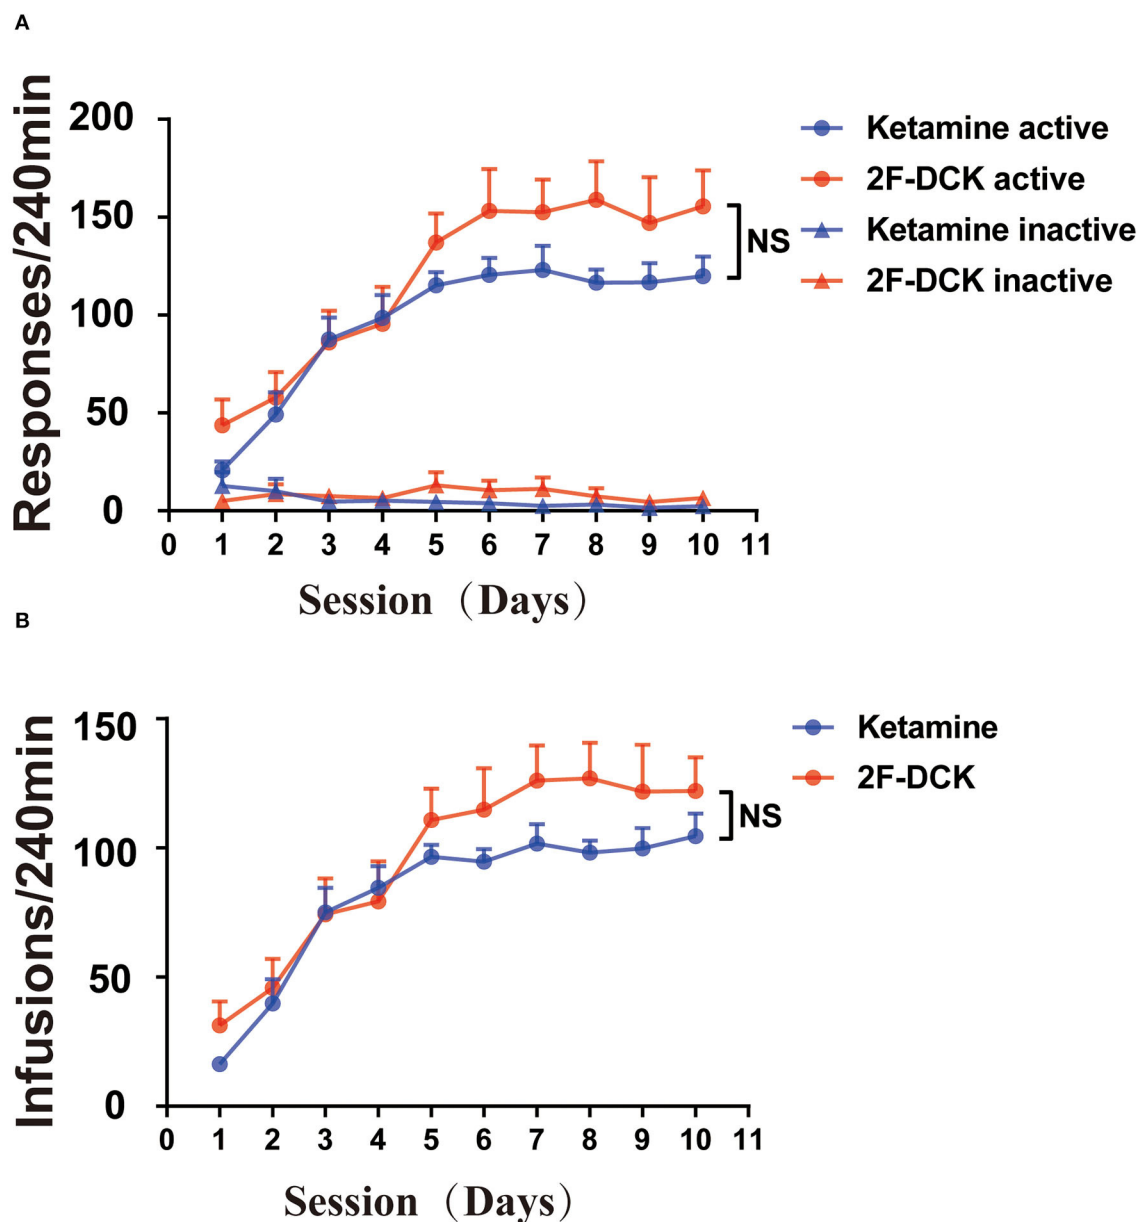 A
Responses/240min
200
150
100
50
0
0 1 2 3 4 5 6 7 8 9 10 11
Session（Days）
Ketamine active
2F-DCK active
Ketamine inactive
2F-DCK inactive
NS
B
Infusions/240min
150
100
50
0
0 1 2 3 4 5 6 7 8 9 10 11
Session（Days）
Ketamine
2F-DCK
NS